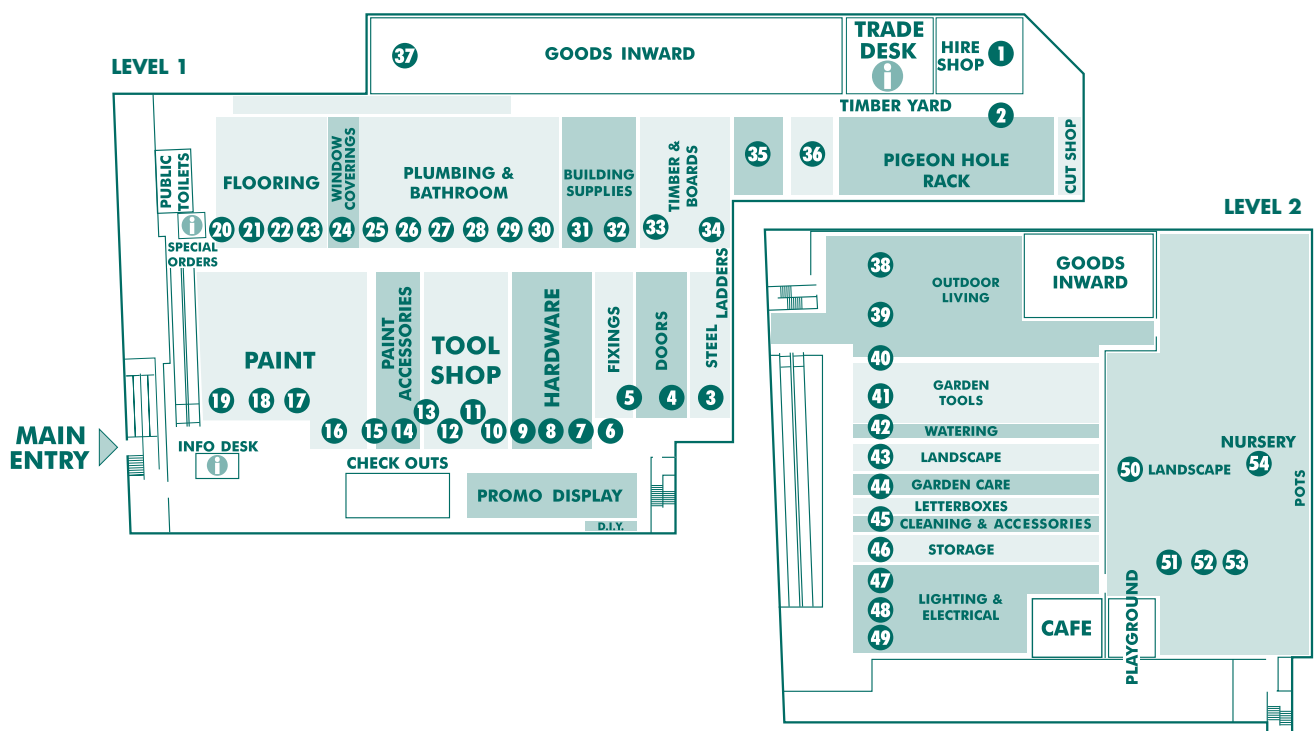 LEVEL 1
37
GOODS INWARD
TRADE
DESK
i
HIRE
SHOP
1
TIMBER YARD
2
PUBLIC
TOILETS
i
SPECIAL
ORDERS
FLOORING
WINDOW
COVERINGS
PLUMBING &
BATHROOM
BUILDING
SUPPLIES
TIMBER &
BOARDS
35
36
PIGEON HOLE
RACK
CUT SHOP
20 21 22 23 24 25 26 27 28 29 30 31 32 33 34
LADDERS
PAINT
PAINT
ACCESSORIES
TOOL
SHOP
HARDWARE
FIXINGS
DOORS
STEEL
19 18 17
16 15 14 13 12 11 10 9 8 7 6
5 4 3
MAIN
ENTRY
INFO DESK
i
CHECK OUTS
PROMO DISPLAY
D.I.Y.
LEVEL 2
38
OUTDOOR
LIVING
39
GOODS
INWARD
40
41
GARDEN
TOOLS
42
WATERING
43
LANDSCAPE
44
GARDEN CARE
LETTERBOXES
45
CLEANING & ACCESSORIES
46
STORAGE
47
LIGHTING &
48
ELECTRICAL
49
CAFE
PLAYGROUND
50 LANDSCAPE
NURSERY
54
POTS
51 52 53